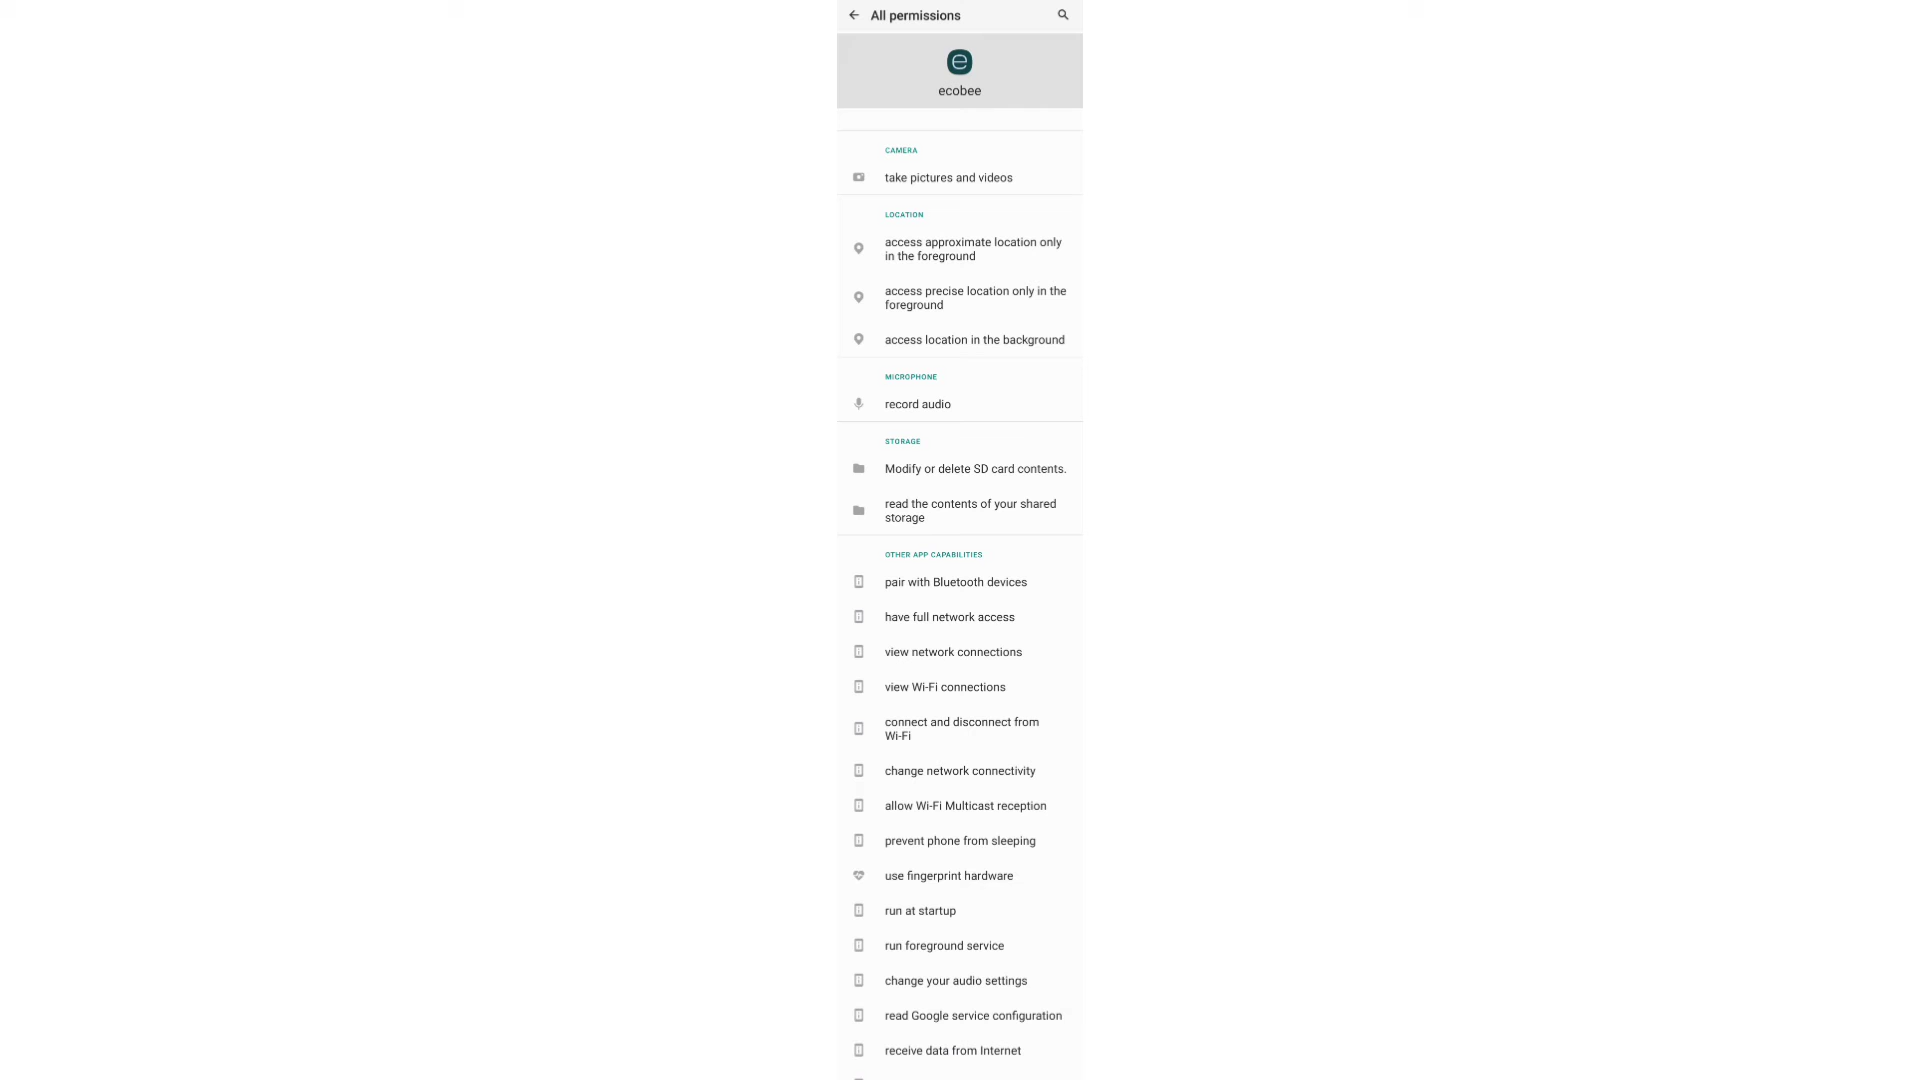 All permissions
ecobee
CAMERA
take pictures and videos
LOCATION
access approximate location only
in the foreground
access precise location only in the
foreground
access location in the background
MICROPHONE
record audio
STORAGE
Modify or delete SD card contents.
read the contents of your shared
storage
OTHER APP CAPABILITIES
pair with Bluetooth devices
have full network access
view network connections
view Wi-Fi connections
connect and disconnect from
Wi-Fi
change network connectivity
allow Wi-Fi Multicast reception
prevent phone from sleeping
use fingerprint hardware
run at startup
run foreground service
change your audio settings
read Google service configuration
receive data from Internet